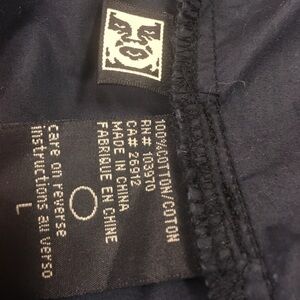 100%COTTON/COTON
RN# 103970
CA# 26912
MADE IN CHINA
FABRIQUE EN CHINE
care on reverse
instructions au verso
L